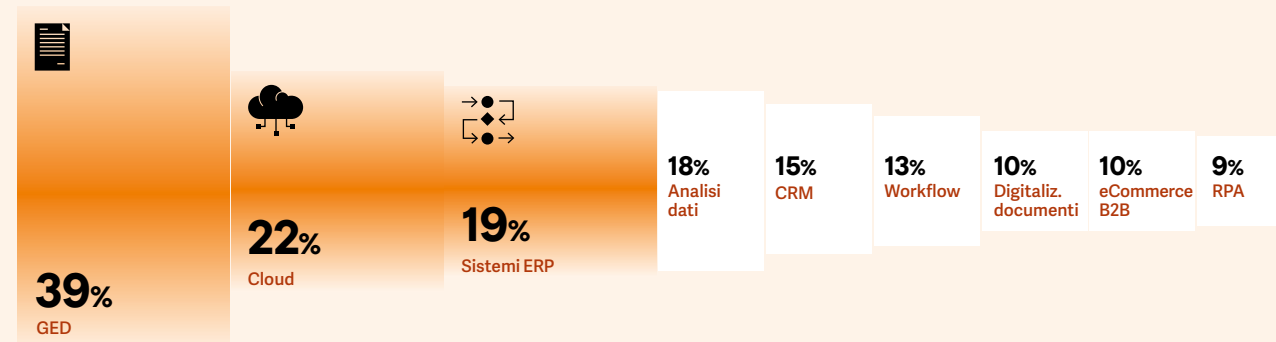 39%
GED
22%
Cloud
19%
Sistemi ERP
18%
Analisi
dati
15%
CRM
13%
Workflow
10%
Digitaliz.
documenti
10%
eCommerce
B2B
9%
RPA